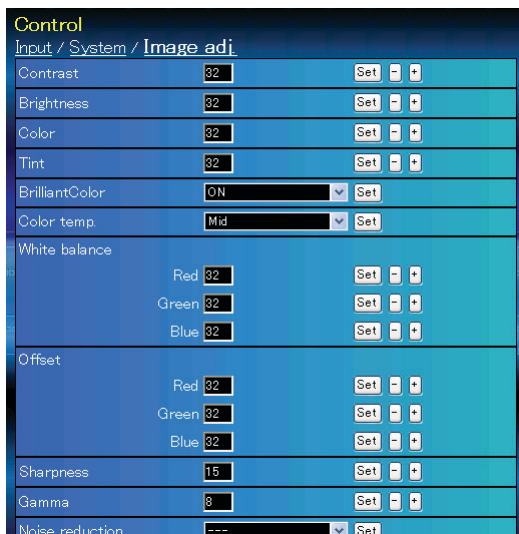 Control
Input / System / Image adj.
Contrast 32 Set - +
Brightness 32 Set - +
Color 32 Set - +
Tint 32 Set - +
BrilliantColor ON Set
Color temp. Mid Set
White balance
Red 32 Set - +
Green 32 Set - +
Blue 32 Set - +
Offset
Red 32 Set - +
Green 32 Set - +
Blue 32 Set - +
Sharpness 15 Set - +
Gamma 8 Set - +
Noise reduction --- Set